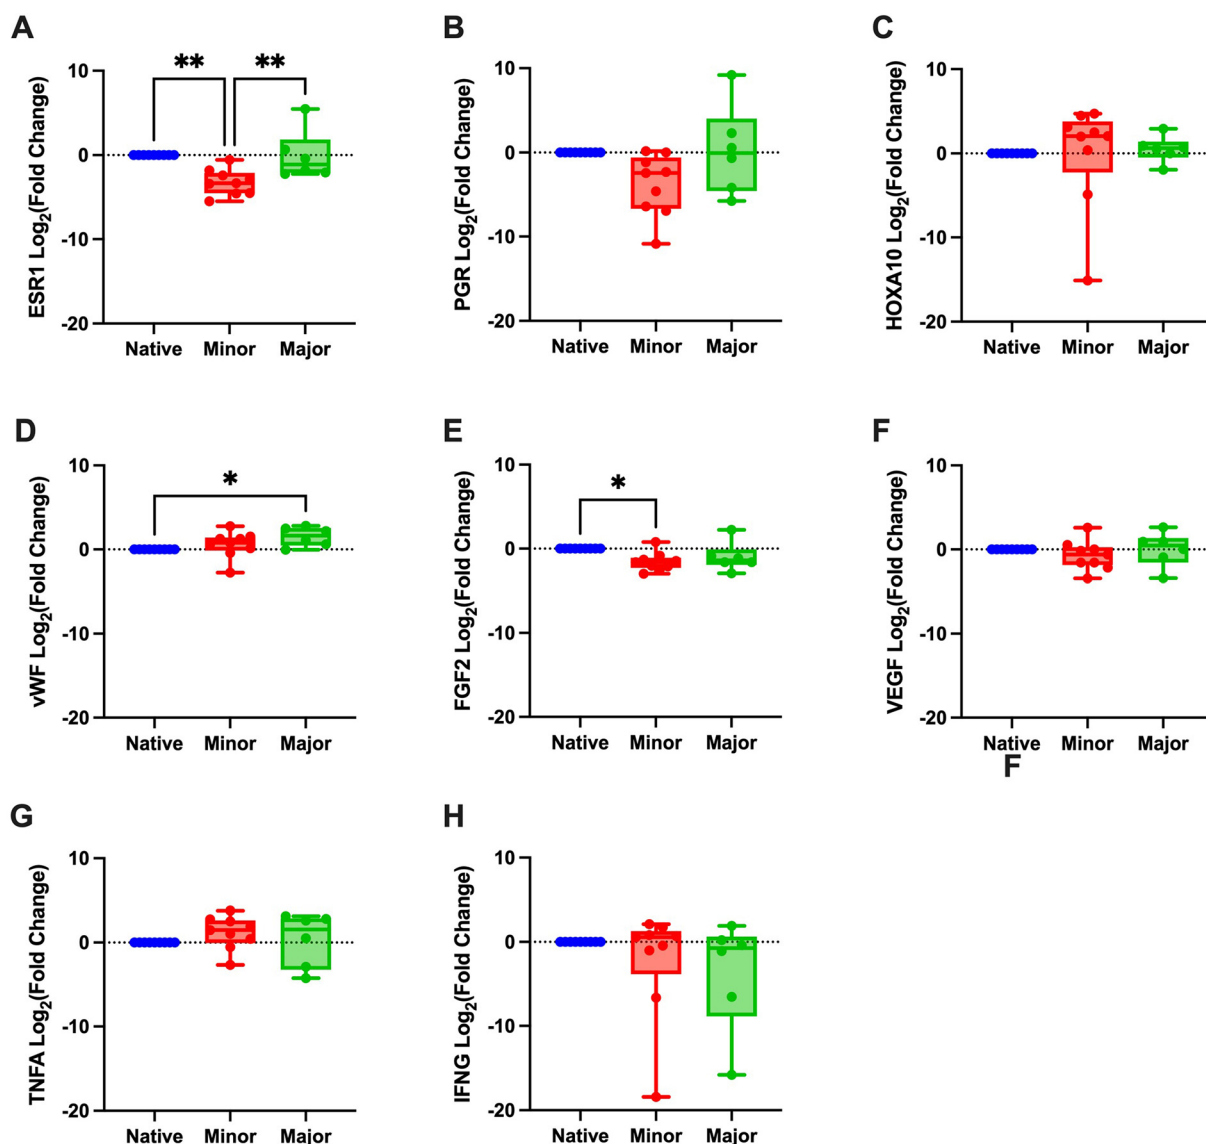 A
ESR1 Log2(Fold Change)
10
0
-10
-20
** **
Native Minor Major
B
PGR Log2(Fold Change)
10
0
-10
-20
Native Minor Major
C
HOXA10 Log2(Fold Change)
10
0
-10
-20
Native Minor Major
D
vWF Log2(Fold Change)
10
0
-10
-20
*
Native Minor Major
E
FGF2 Log2(Fold Change)
10
0
-10
-20
*
Native Minor Major
F
VEGF Log2(Fold Change)
10
0
-10
-20
Native Minor Major
F
G
TNFA Log2(Fold Change)
10
0
-10
-20
Native Minor Major
H
IFNG Log2(Fold Change)
10
0
-10
-20
Native Minor Major